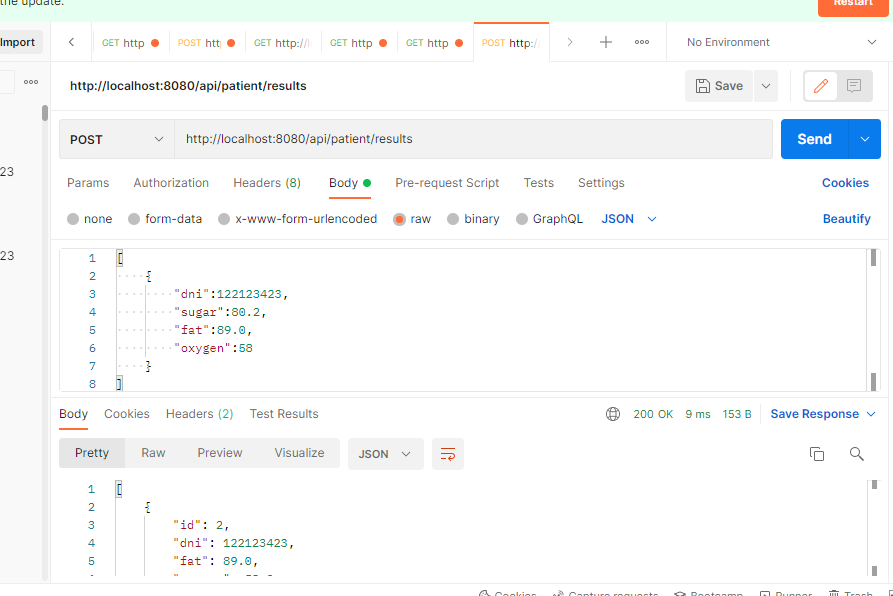 the update.
Restart
Import
GET http
POST htt
GET http://
GET http
GET http
POST http:/
No Environment
http://localhost:8080/api/patient/results
Save
POST
http://localhost:8080/api/patient/results
Send
23
Params Authorization Headers (8) Body Pre-request Script Tests Settings Cookies
none form-data x-www-form-urlencoded raw binary GraphQL JSON Beautify
23
1 [
2 {
3 "dni":122123423,
4 "sugar":80.2,
5 "fat":89.0,
6 "oxygen":58
7 }
8 ]
Body Cookies Headers (2) Test Results 200 OK 9 ms 153 B Save Response
Pretty Raw Preview Visualize JSON
1 [
2 {
3 "id": 2,
4 "dni": 122123423,
5 "fat": 89.0,
Cookies Capture requests Bootcamp Runner Trash